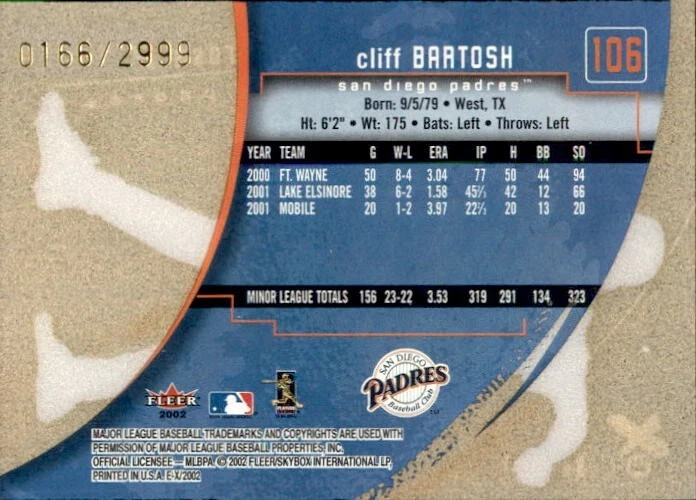 0166/2999
cliff BARTOSH
106
san diego padres™
Born: 9/5/79 • West, TX
Ht: 6'2" • Wt: 175 • Bats: Left • Throws: Left
YEAR TEAM G W-L ERA IP H BB SO
2000 FT. WAYNE 50 8-4 3.04 77 50 44 94
2001 LAKE ELSINORE 38 6-2 1.58 45⅓ 42 12 66
2001 MOBILE 20 1-2 3.97 22⅔ 20 13 20
MINOR LEAGUE TOTALS 156 23-22 3.53 319 291 134 323
SAN DIEGO
PADRES
Baseball Club
FLEER
2002
MAJOR LEAGUE BASEBALL TRADEMARKS AND COPYRIGHTS ARE USED WITH
PERMISSION OF MAJOR LEAGUE BASEBALL PROPERTIES, INC.
OFFICIAL LICENSEE – MLBPA © 2002 FLEER/SKYBOX INTERNATIONAL LP,
PRINTED IN U.S.A. E-X/2002